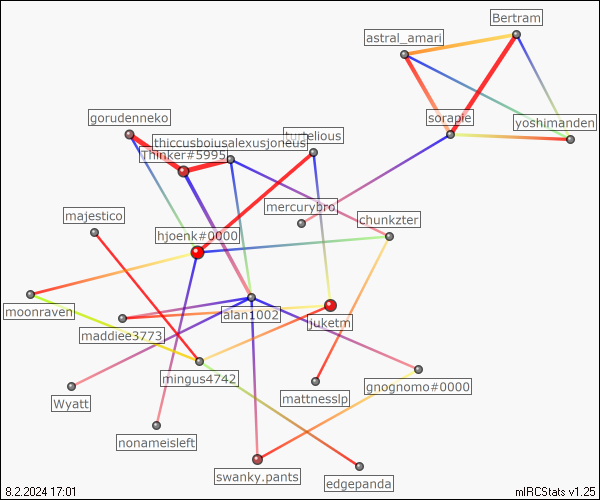 Bertram
astral_amari
gorudenneko
sorapie
yoshimanden
thiccusboiusalexusjoneus
Thinker#5995
mercurybro
majestico
chunkzter
hjoenk#0000
moonraven
alan1002
juketm
maddiee3773
mingus4742
gnognomo#0000
Wyatt
mattnesslp
nonameisleft
swanky.pants
edgepanda
8.2.2024 17:01
mIRCStats v1.25